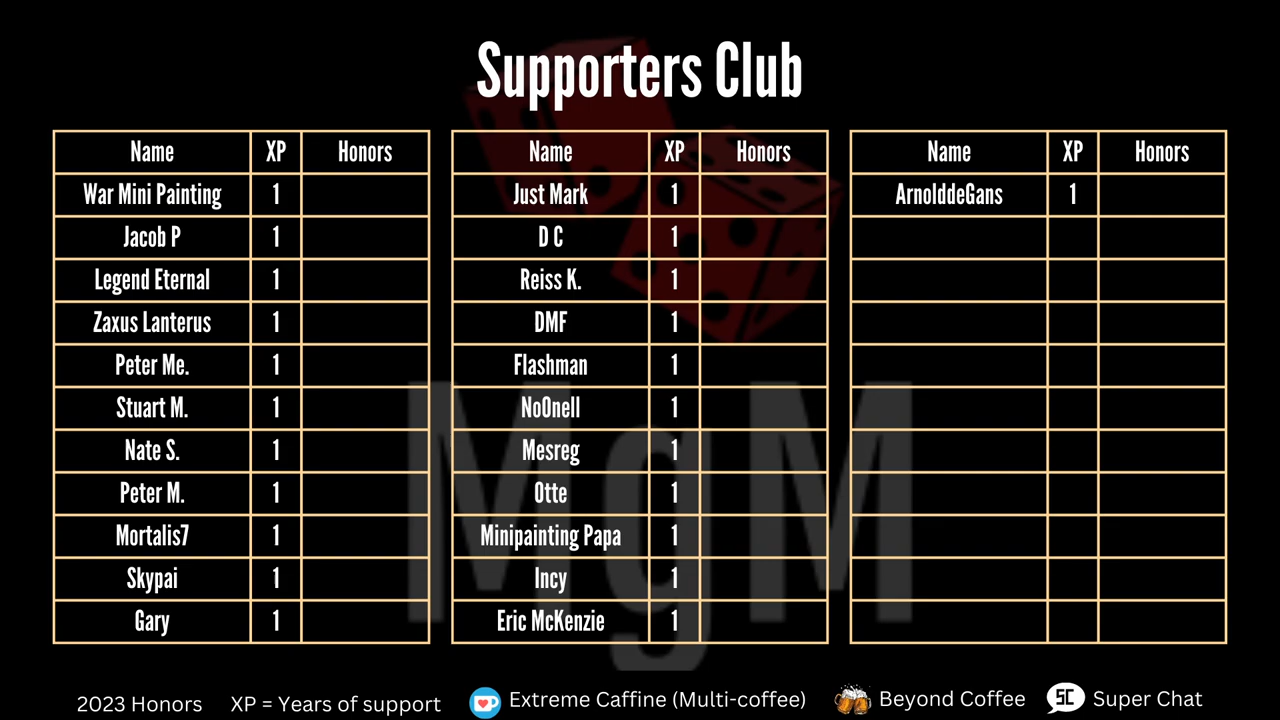 Supporters Club
Name XP Honors
War Mini Painting 1
Jacob P 1
Legend Eternal 1
Zaxus Lanterus 1
Peter Me. 1
Stuart M. 1
Nate S. 1
Peter M. 1
Mortalis7 1
Skypai 1
Gary 1
Name XP Honors
Just Mark 1
D C 1
Reiss K. 1
DMF 1
Flashman 1
No0nell 1
Mesreg 1
Otte 1
Minipainting Papa 1
Incy 1
Eric McKenzie 1
Name XP Honors
ArnolddeGans 1
MgM
2023 Honors XP = Years of support Extreme Caffine (Multi-coffee) Beyond Coffee SC Super Chat